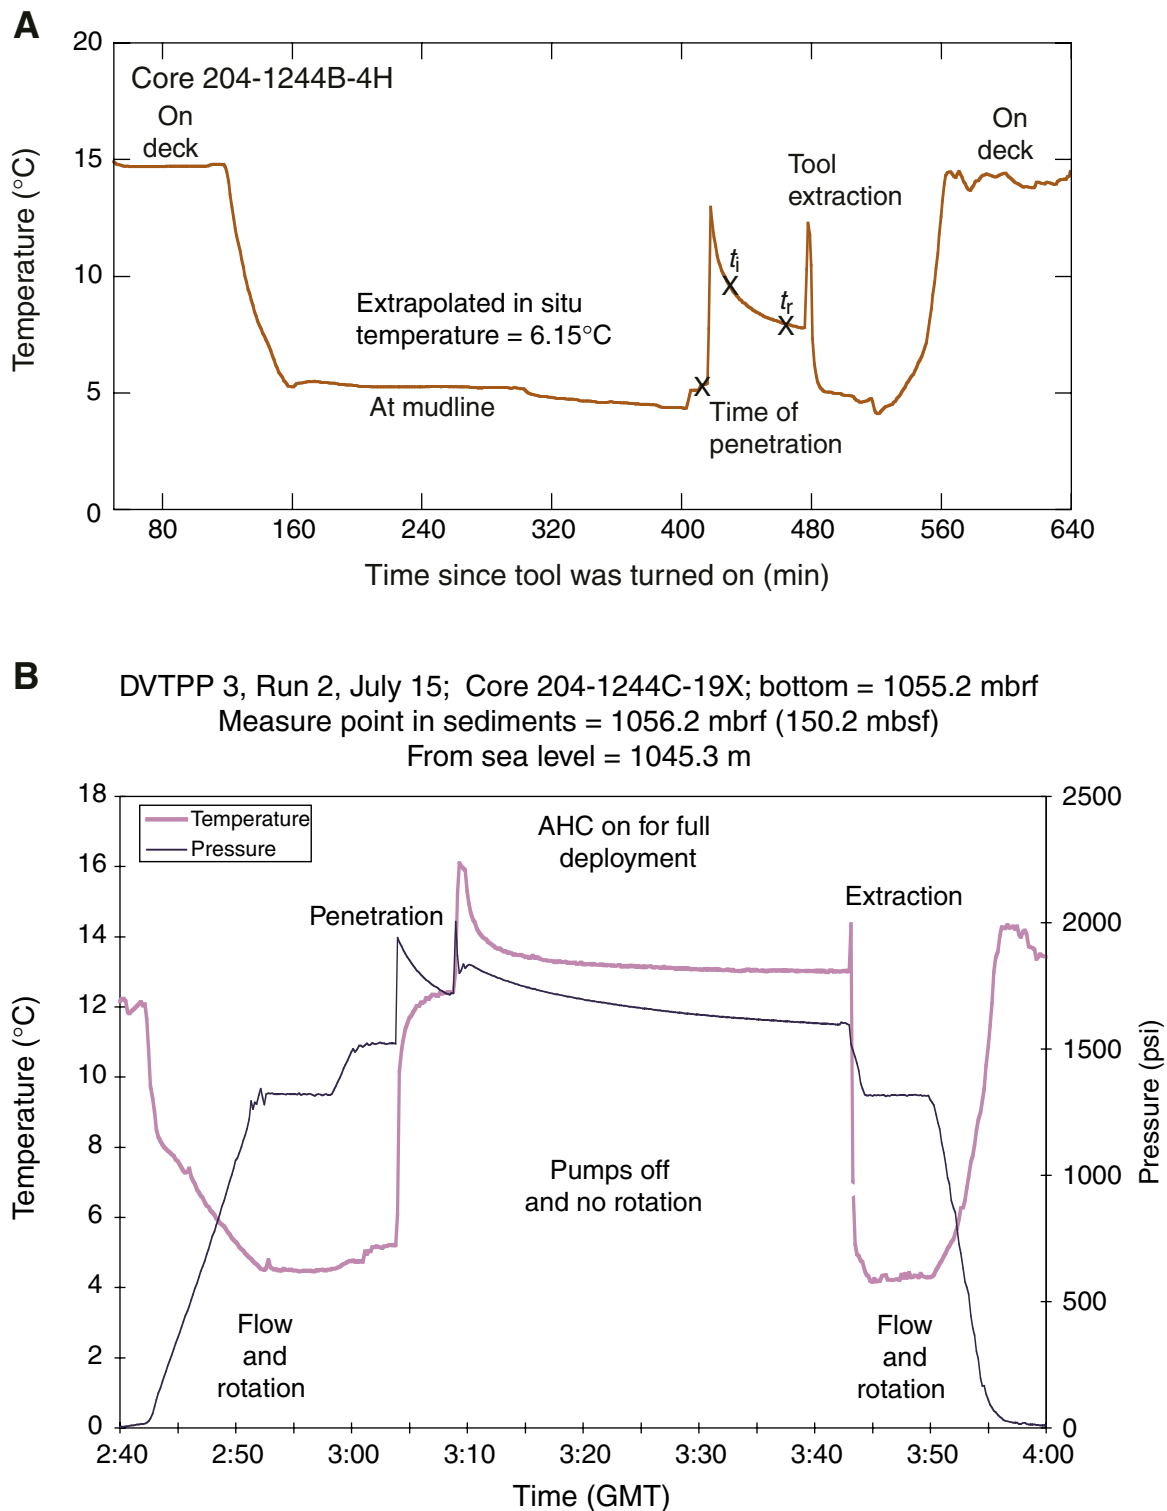 A
Core 204-1244B-4H
On
deck
On
deck
Tool
extraction
ti
tr
Extrapolated in situ
temperature = 6.15°C
At mudline
Time of
penetration
Temperature (°C)
20
15
10
5
0
80 160 240 320 400 480 560 640
Time since tool was turned on (min)
B
DVTPP 3, Run 2, July 15; Core 204-1244C-19X; bottom = 1055.2 mbrf
Measure point in sediments = 1056.2 mbrf (150.2 mbsf)
From sea level = 1045.3 m
Temperature
Pressure
AHC on for full
deployment
Penetration
Extraction
Pumps off
and no rotation
Flow
and
rotation
Flow
and
rotation
Temperature (°C)
18
16
14
12
10
8
6
4
2
0
2500
2000
1500
1000
500
0
Pressure (psi)
2:40 2:50 3:00 3:10 3:20 3:30 3:40 3:50 4:00
Time (GMT)